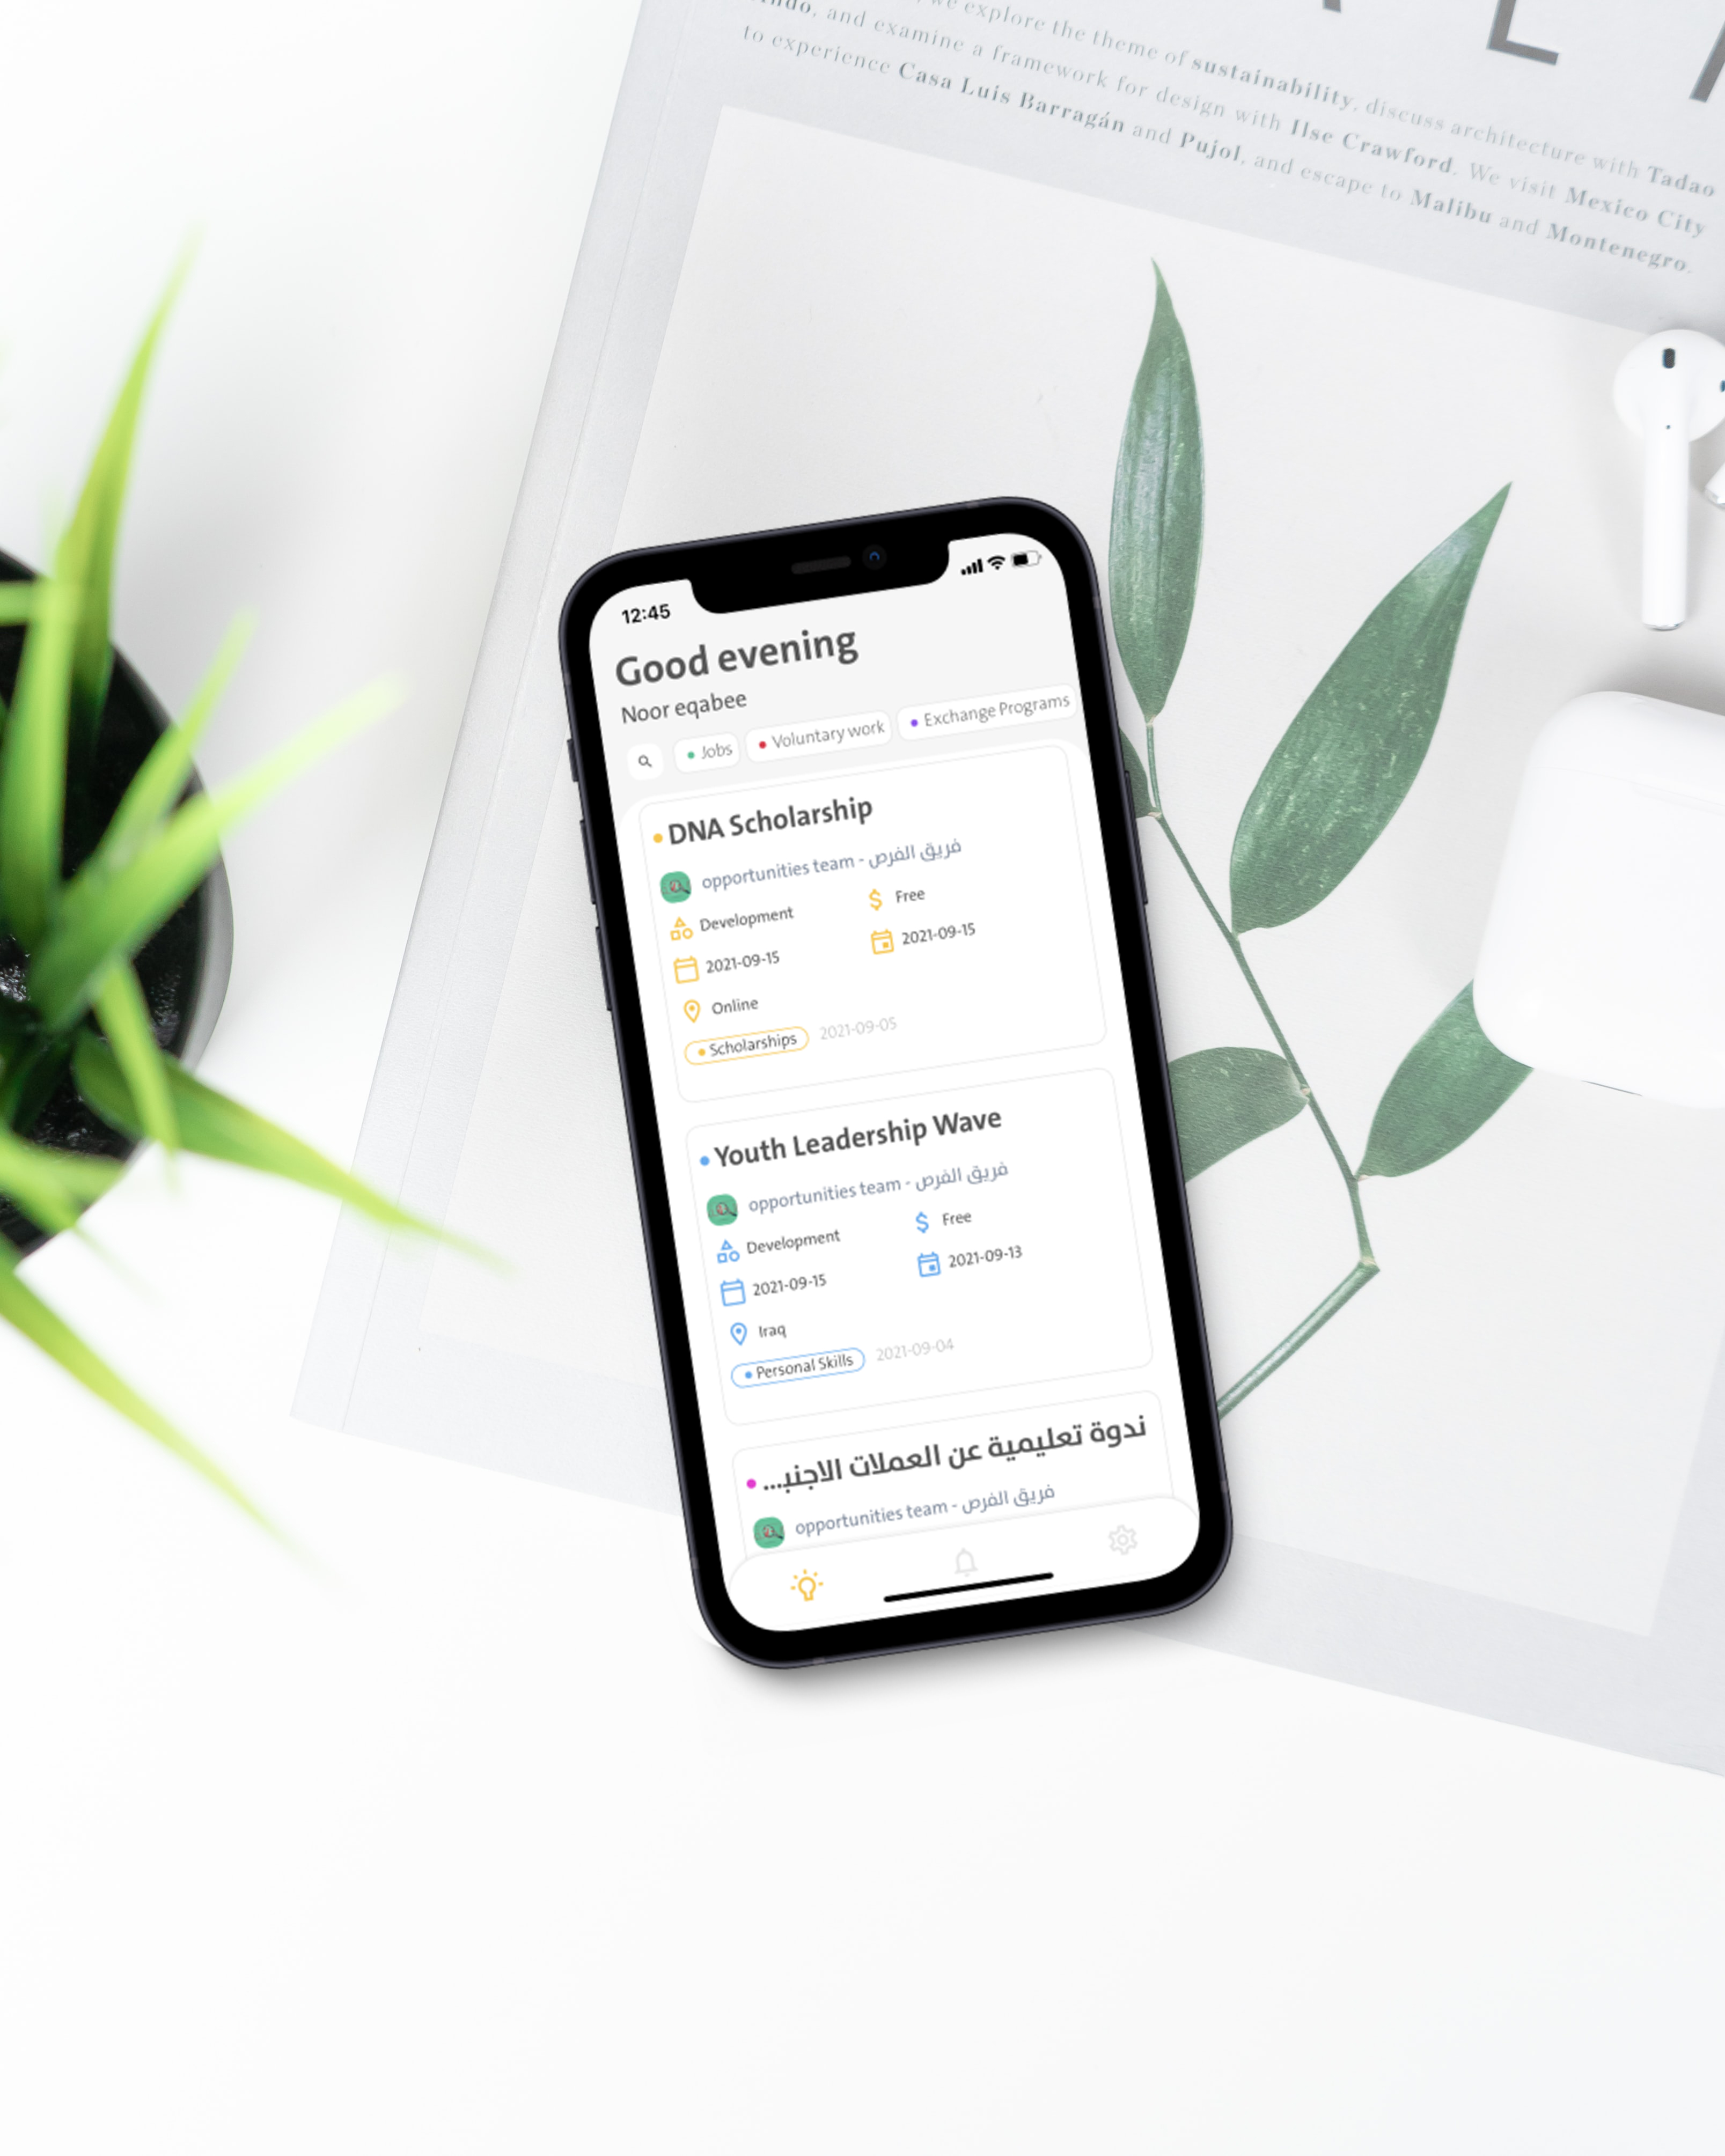 we explore the theme of sustainability, discuss architecture with Tadao
, and examine a framework for design with Ilse Crawford. We visit Mexico City
to experience Casa Luis Barragán and Pujol, and escape to Malibu and Montenegro.
12:45
Good evening
Noor eqabee
Jobs
Voluntary work
Exchange Programs
DNA Scholarship
opportunities team - فريق الفرص
Development
Free
2021-09-15
2021-09-15
Online
Scholarships
2021-09-05
Youth Leadership Wave
opportunities team - فريق الفرص
Development
Free
2021-09-15
2021-09-13
Iraq
Personal Skills
2021-09-04
ندوة تعليمية عن العملات الاجنبـ...
opportunities team - فريق الفرص